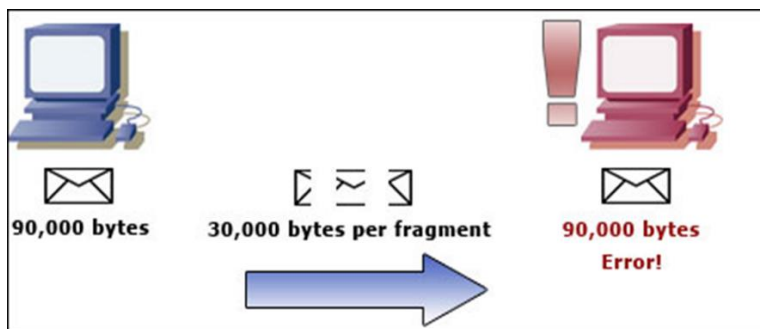 90,000 bytes
30,000 bytes per fragment
90,000 bytes
Error!